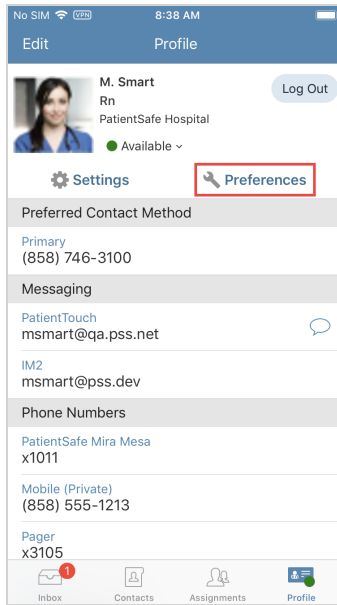 No SIM VPN 8:38 AM
Edit Profile
M. Smart
Rn
PatientSafe Hospital
Available
Log Out
Settings Preferences
Preferred Contact Method
Primary
(858) 746-3100
Messaging
PatientTouch
msmart@qa.pss.net
IM2
msmart@pss.dev
Phone Numbers
PatientSafe Mira Mesa
x1011
Mobile (Private)
(858) 555-1213
Pager
x3105
1
Inbox Contacts Assignments Profile